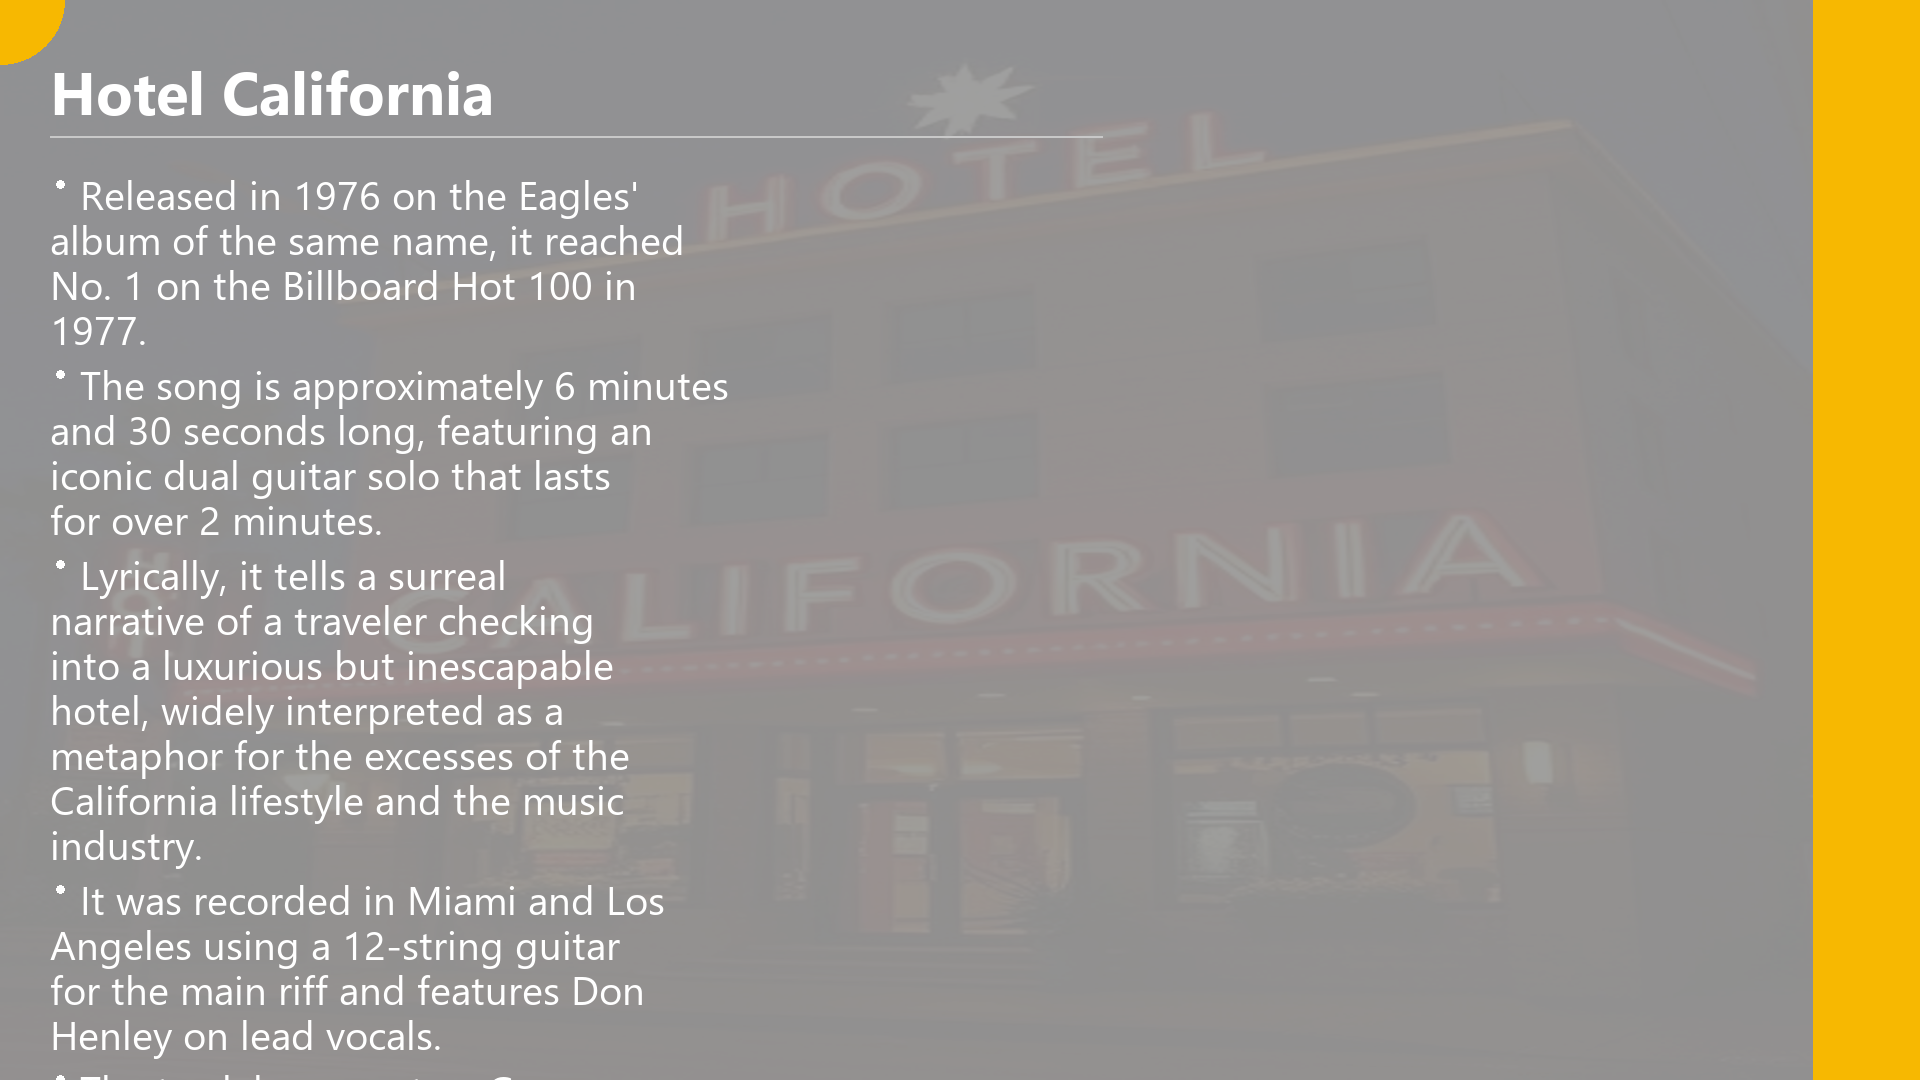 Hotel California
HOTEL
• Released in 1976 on the Eagles'
album of the same name, it reached
No. 1 on the Billboard Hot 100 in
1977.
• The song is approximately 6 minutes
and 30 seconds long, featuring an
iconic dual guitar solo that lasts
for over 2 minutes.
• Lyrically, it tells a surreal
narrative of a traveler checking
into a luxurious but inescapable
hotel, widely interpreted as a
metaphor for the excesses of the
California lifestyle and the music
industry.
• It was recorded in Miami and Los
Angeles using a 12-string guitar
for the main riff and features Don
Henley on lead vocals.
CALIFORNIA